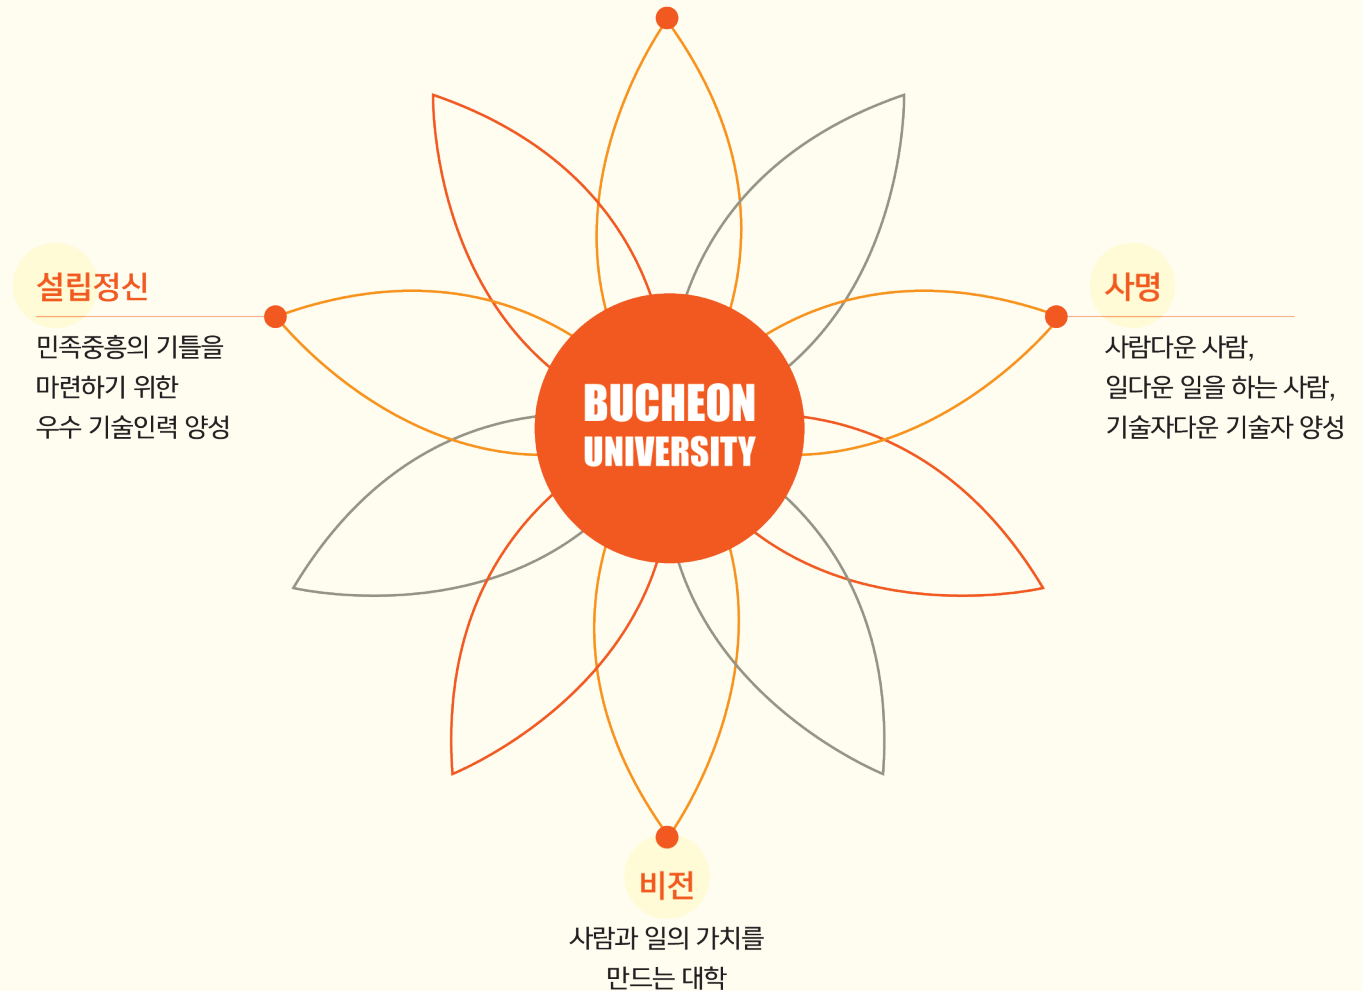 설립정신
민족중흥의 기틀을
마련하기 위한
우수 기술인력 양성
BUCHEON
UNIVERSITY
사명
사람다운 사람,
일다운 일을 하는 사람,
기술자다운 기술자 양성
비전
사람과 일의 가치를
만드는 대학